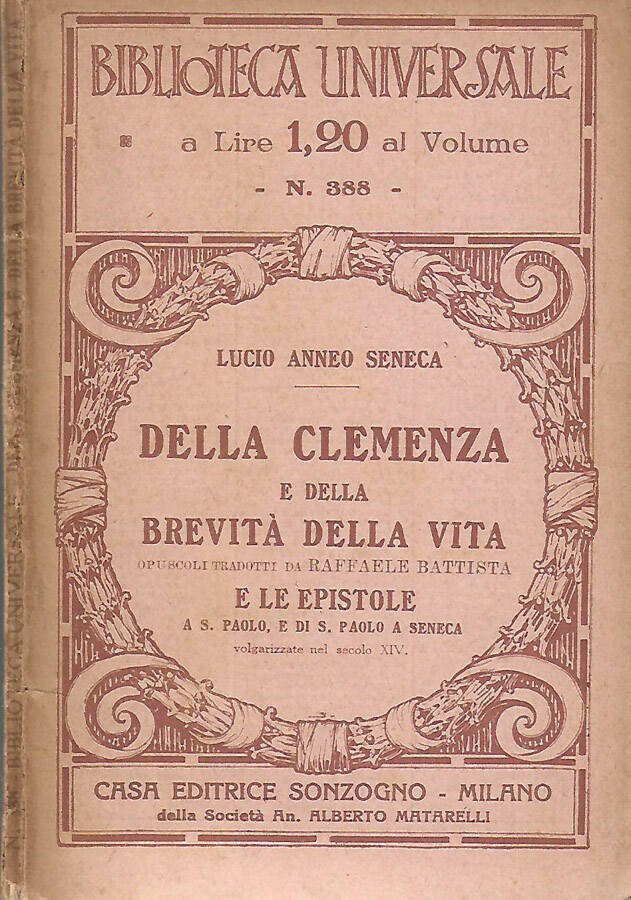 BIBLIOTECA UNIVERSALE
a Lire 1,20 al Volume
- N. 388 -
LUCIO ANNEO SENECA
DELLA CLEMENZA
E DELLA
BREVITÀ DELLA VITA
OPUSCOLI TRADOTTI DA RAFFAELE BATTISTA
E LE EPISTOLE
A S. PAOLO, E DI S. PAOLO A SENECA
volgarizzate nel secolo XIV.
CASA EDITRICE SONZOGNO - MILANO
della Società An. ALBERTO MATARELLI